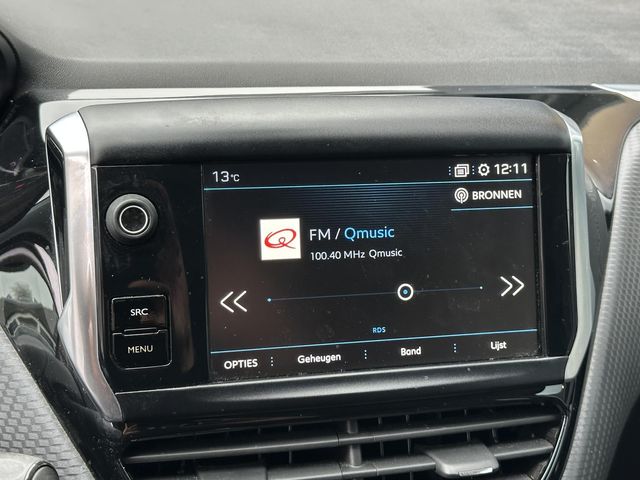 13°C
12:11
BRONNEN
FM / Qmusic
100.40 MHz Qmusic
SRC
MENU
RDS
OPTIES
Geheugen
Band
Lijst